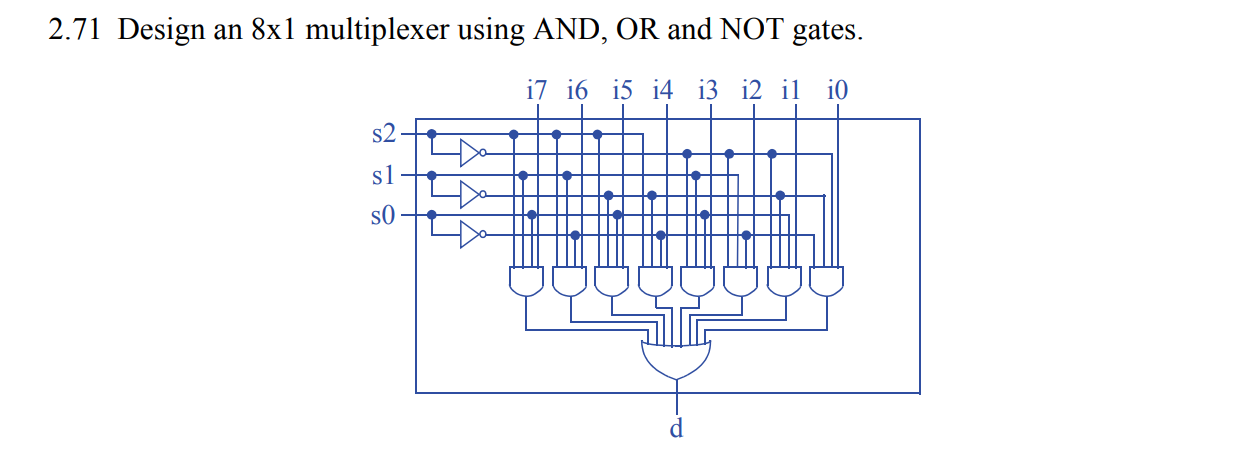 2.71 Design an 8x1 multiplexer using AND, OR and NOT gates.
i7 i6 i5 i4 i3 i2 i1 i0
s2
s1
s0
d